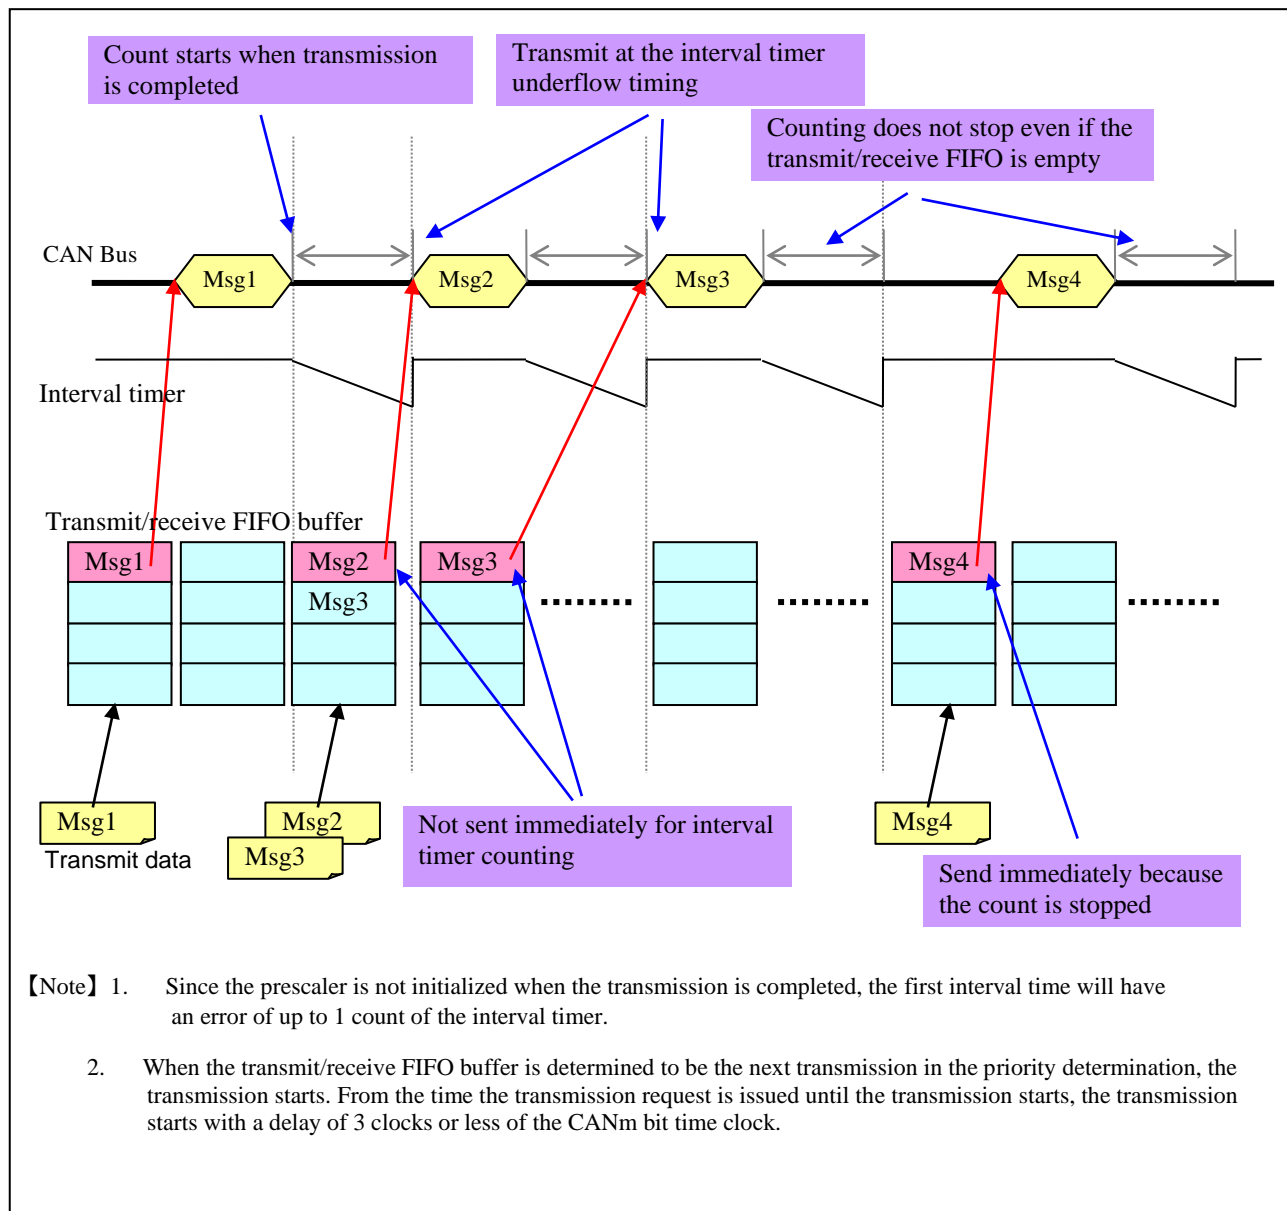 Count starts when transmission
is completed
Transmit at the interval timer
underflow timing
Counting does not stop even if the
transmit/receive FIFO is empty
CAN Bus
Msg1
Msg2
Msg3
Msg4
Interval timer
Transmit/receive FIFO buffer
Msg1
Msg2
Msg3
Msg3
Msg4
Msg1
Transmit data
Msg2
Msg3
Not sent immediately for interval
timer counting
Msg4
Send immediately because
the count is stopped
【Note】1. Since the prescaler is not initialized when the transmission is completed, the first interval time will have
an error of up to 1 count of the interval timer.
2. When the transmit/receive FIFO buffer is determined to be the next transmission in the priority determination, the
transmission starts. From the time the transmission request is issued until the transmission starts, the transmission
starts with a delay of 3 clocks or less of the CANm bit time clock.